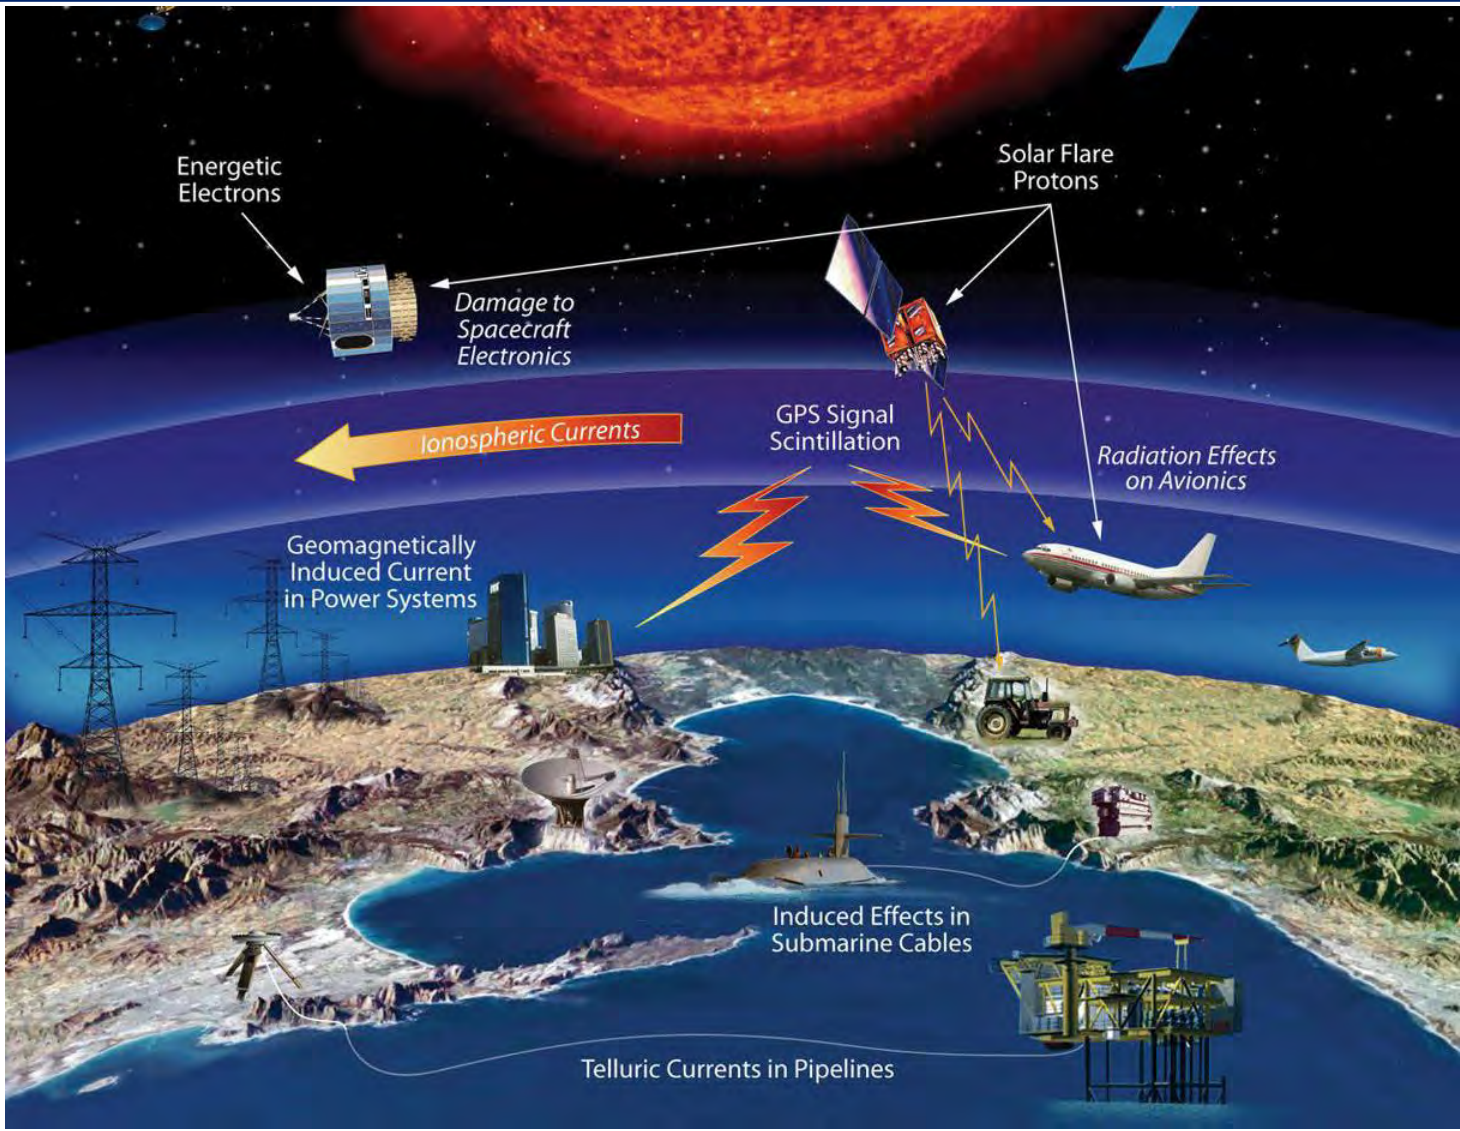 Energetic
Electrons
Solar Flare
Protons
Damage to
Spacecraft
Electronics
Ionospheric Currents
GPS Signal
Scintillation
Radiation Effects
on Avionics
Geomagnetically
Induced Current
in Power Systems
Induced Effects in
Submarine Cables
Telluric Currents in Pipelines